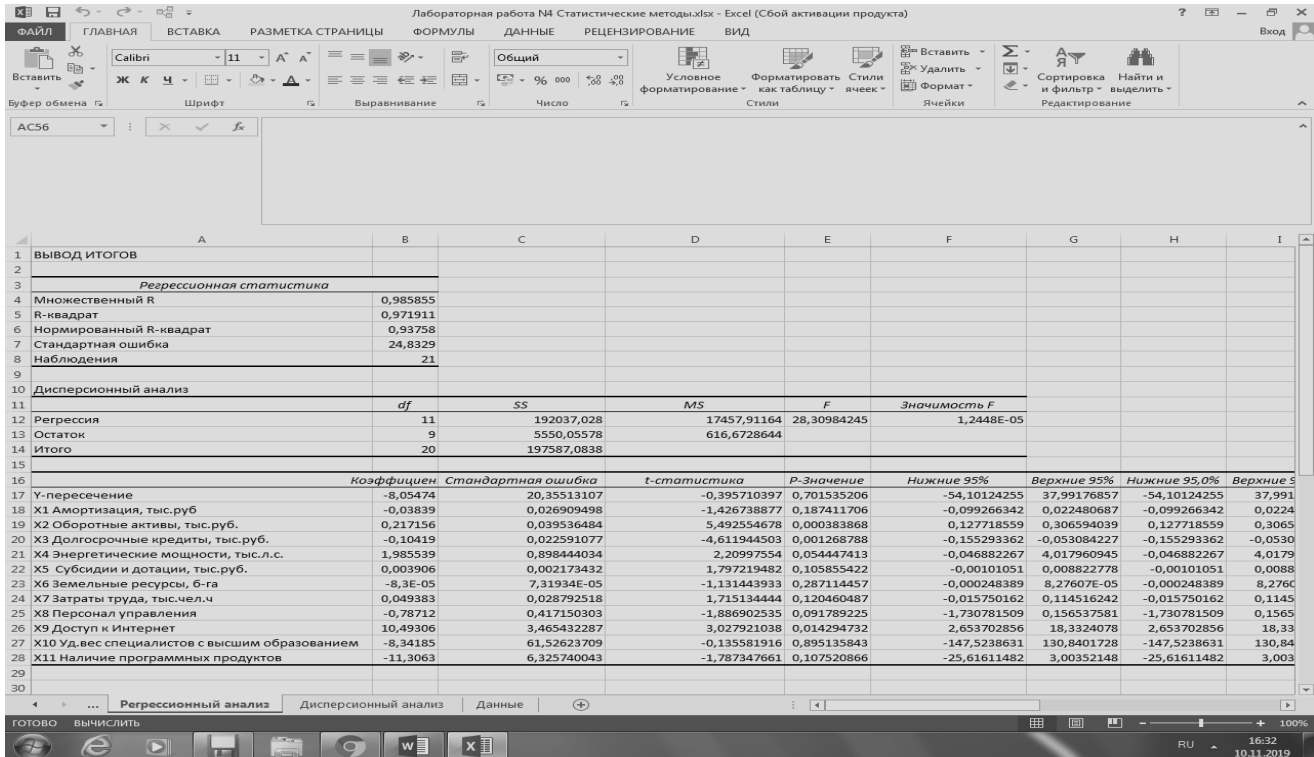 Лабораторная работа N4 Статистические методы.xlsx - Excel (Сбой активации продукта)
ФАЙЛ ГЛАВНАЯ ВСТАВКА РАЗМЕТКА СТРАНИЦЫ ФОРМУЛЫ ДАННЫЕ РЕЦЕНЗИРОВАНИЕ ВИД Вход
Вставить
Calibri 11
Ж К Ч
Общий
% 000
Условное форматирование
Форматировать как таблицу
Стили ячеек
Вставить
Удалить
Формат
Сортировка и фильтр
Найти и выделить
Буфер обмена Шрифт Выравнивание Число Стили Ячейки Редактирование
AC56 fx
A B C D E F G H I
1 ВЫВОД ИТОГОВ
2
3 Регрессионная статистика
4 Множественный R 0,985855
5 R-квадрат 0,971911
6 Нормированный R-квадрат 0,93758
7 Стандартная ошибка 24,8329
8 Наблюдения 21
9
10 Дисперсионный анализ
11 df SS MS F Значимость F
12 Регрессия 11 192037,028 17457,91164 28,30984245 1,2448E-05
13 Остаток 9 5550,05578 616,6728644
14 Итого 20 197587,0838
15
16 Коэффициен Стандартная ошибка t-статистика P-Значение Нижние 95% Верхние 95% Нижние 95,0% Верхние 9
17 Y-пересечение -8,05474 20,35513107 -0,395710397 0,701535206 -54,10124255 37,99176857 -54,10124255 37,991
18 X1 Амортизация, тыс.руб -0,03839 0,026909498 -1,426738877 0,187411706 -0,099266342 0,022480687 -0,099266342 0,0224
19 X2 Оборотные активы, тыс.руб. 0,217156 0,039536484 5,492554678 0,000383868 0,127718559 0,306594039 0,127718559 0,3065
20 X3 Долгосрочные кредиты, тыс.руб. -0,10419 0,022591077 -4,611944503 0,001268788 -0,155293362 -0,053084227 -0,155293362 -0,0530
21 X4 Энергетические мощности, тыс.л.с. 1,985539 0,898444034 2,20997554 0,054447413 -0,046882267 4,017960945 -0,046882267 4,0179
22 X5 Субсидии и дотации, тыс.руб. 0,003906 0,002173432 1,797219482 0,105855422 -0,00101051 0,008822778 -0,00101051 0,0088
23 X6 Земельные ресурсы, б-га -8,3E-05 7,31934E-05 -1,131443933 0,287114457 -0,000248389 8,27607E-05 -0,000248389 8,2760
24 X7 Затраты труда, тыс.чел.ч 0,049383 0,028792518 1,715134444 0,120460487 -0,015750162 0,114516242 -0,015750162 0,1145
25 X8 Персонал управления -0,78712 0,417150303 -1,886902535 0,091789225 -1,730781509 0,156537581 -1,730781509 0,1565
26 X9 Доступ к Интернет 10,49306 3,465432287 3,027921038 0,014294732 2,653702896 18,3324078 2,653702896 18,33
27 X10 Уд.вес специалистов с высшим образованием -8,34185 61,52623709 -0,135581916 0,895135843 -147,5238631 130,8401728 -147,5238631 130,84
28 X11 Наличие программных продуктов -11,3063 6,325740043 -1,787347661 0,107520866 -25,61611482 3,00352148 -25,61611482 3,003
29
30
... Регрессионный анализ Дисперсионный анализ Данные
ГОТОВО ВЫЧИСЛИТЬ 100%
RU 16:32
10.11.2019